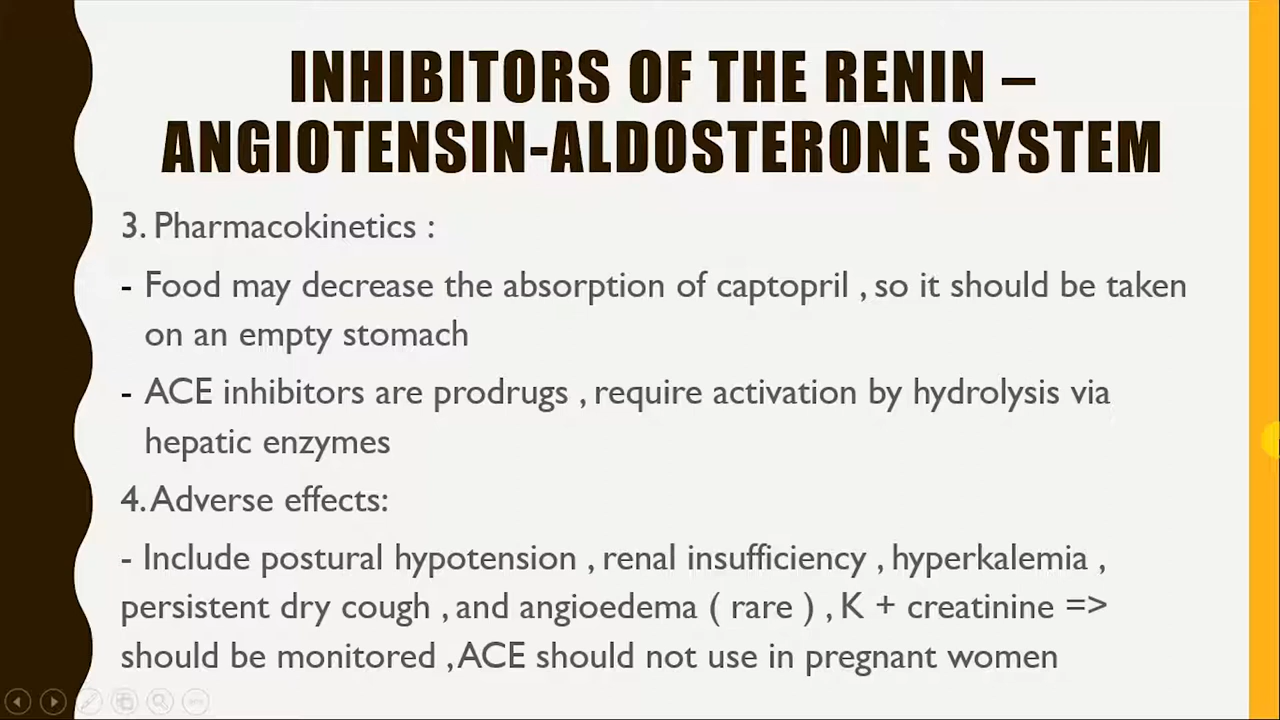 INHIBITORS OF THE RENIN –
ANGIOTENSIN-ALDOSTERONE SYSTEM
3. Pharmacokinetics :
- Food may decrease the absorption of captopril , so it should be taken
on an empty stomach
- ACE inhibitors are prodrugs , require activation by hydrolysis via
hepatic enzymes
4. Adverse effects:
- Include postural hypotension , renal insufficiency , hyperkalemia ,
persistent dry cough , and angioedema ( rare ) , K + creatinine =>
should be monitored , ACE should not use in pregnant women